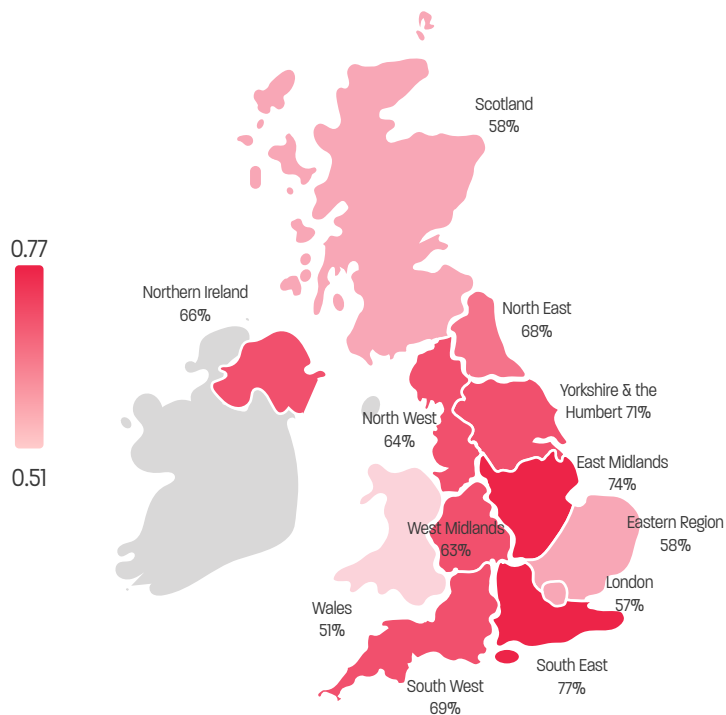 Scotland
58%
0.77
Northern Ireland
66%
North East
68%
Yorkshire & the
Humbert 71%
North West
64%
East Midlands
74%
0.51
Eastern Region
58%
West Midlands
63%
London
57%
Wales
51%
South East
77%
South West
69%